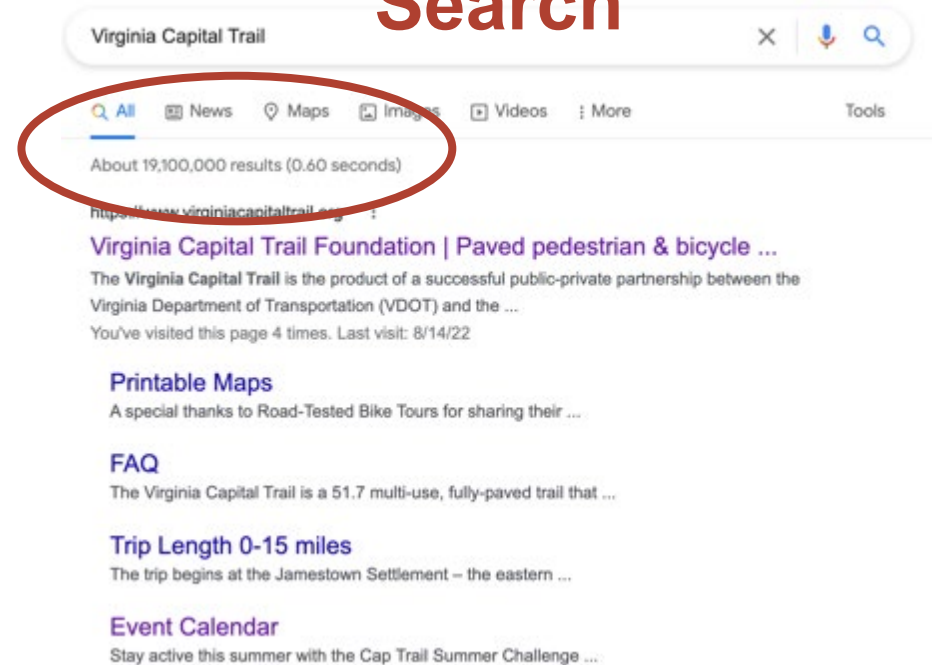 Search
Virginia Capital Trail
All News Maps Images Videos More Tools
About 19,100,000 results (0.60 seconds)
https://www.virginiacapitaltrail.org
Virginia Capital Trail Foundation | Paved pedestrian & bicycle ...
The Virginia Capital Trail is the product of a successful public-private partnership between the
Virginia Department of Transportation (VDOT) and the ...
You've visited this page 4 times. Last visit: 8/14/22
Printable Maps
A special thanks to Road-Tested Bike Tours for sharing their ...
FAQ
The Virginia Capital Trail is a 51.7 multi-use, fully-paved trail that ...
Trip Length 0-15 miles
The trip begins at the Jamestown Settlement – the eastern ...
Event Calendar
Stay active this summer with the Cap Trail Summer Challenge ...